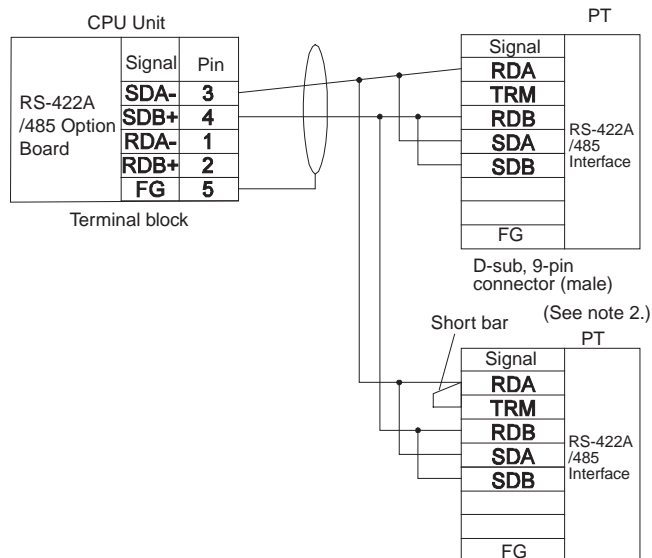 CPU Unit
RS-422A
/485 Option
Board
Signal Pin
SDA- 3
SDB+ 4
RDA- 1
RDB+ 2
FG 5
Terminal block
PT
Signal
RDA
TRM
RDB
SDA
SDB
FG
RS-422A
/485
Interface
D-sub, 9-pin
connector (male)
(See note 2.)
Short bar
PT
Signal
RDA
TRM
RDB
SDA
SDB
FG
RS-422A
/485
Interface